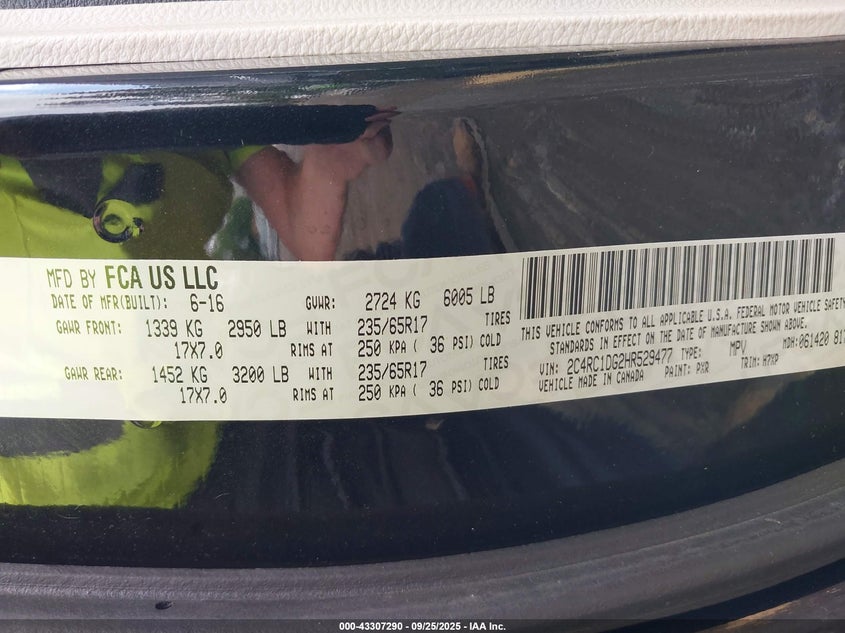 MFD BY FCA US LLC
DATE OF MFR(BUILT): 6-16 GVWR: 2724 KG 6005 LB
GAWR FRONT: 1339 KG 2950 LB WITH 235/65R17 TIRES
17X7.0 RIMS AT 250 KPA ( 36 PSI) COLD
GAWR REAR: 1452 KG 3200 LB WITH 235/65R17 TIRES
17X7.0 RIMS AT 250 KPA ( 36 PSI) COLD
THIS VEHICLE CONFORMS TO ALL APPLICABLE U.S.A. FEDERAL MOTOR VEHICLE SAFETY
STANDARDS IN EFFECT ON THE DATE OF MANUFACTURE SHOWN ABOVE.
VIN: 2C4RC1DG2HR529477 TYPE: MPV MDH: 061420
VEHICLE MADE IN CANADA PAINT: PXR TRIM: H7XP
000-43307290 - 09/25/2025 - IAA Inc.